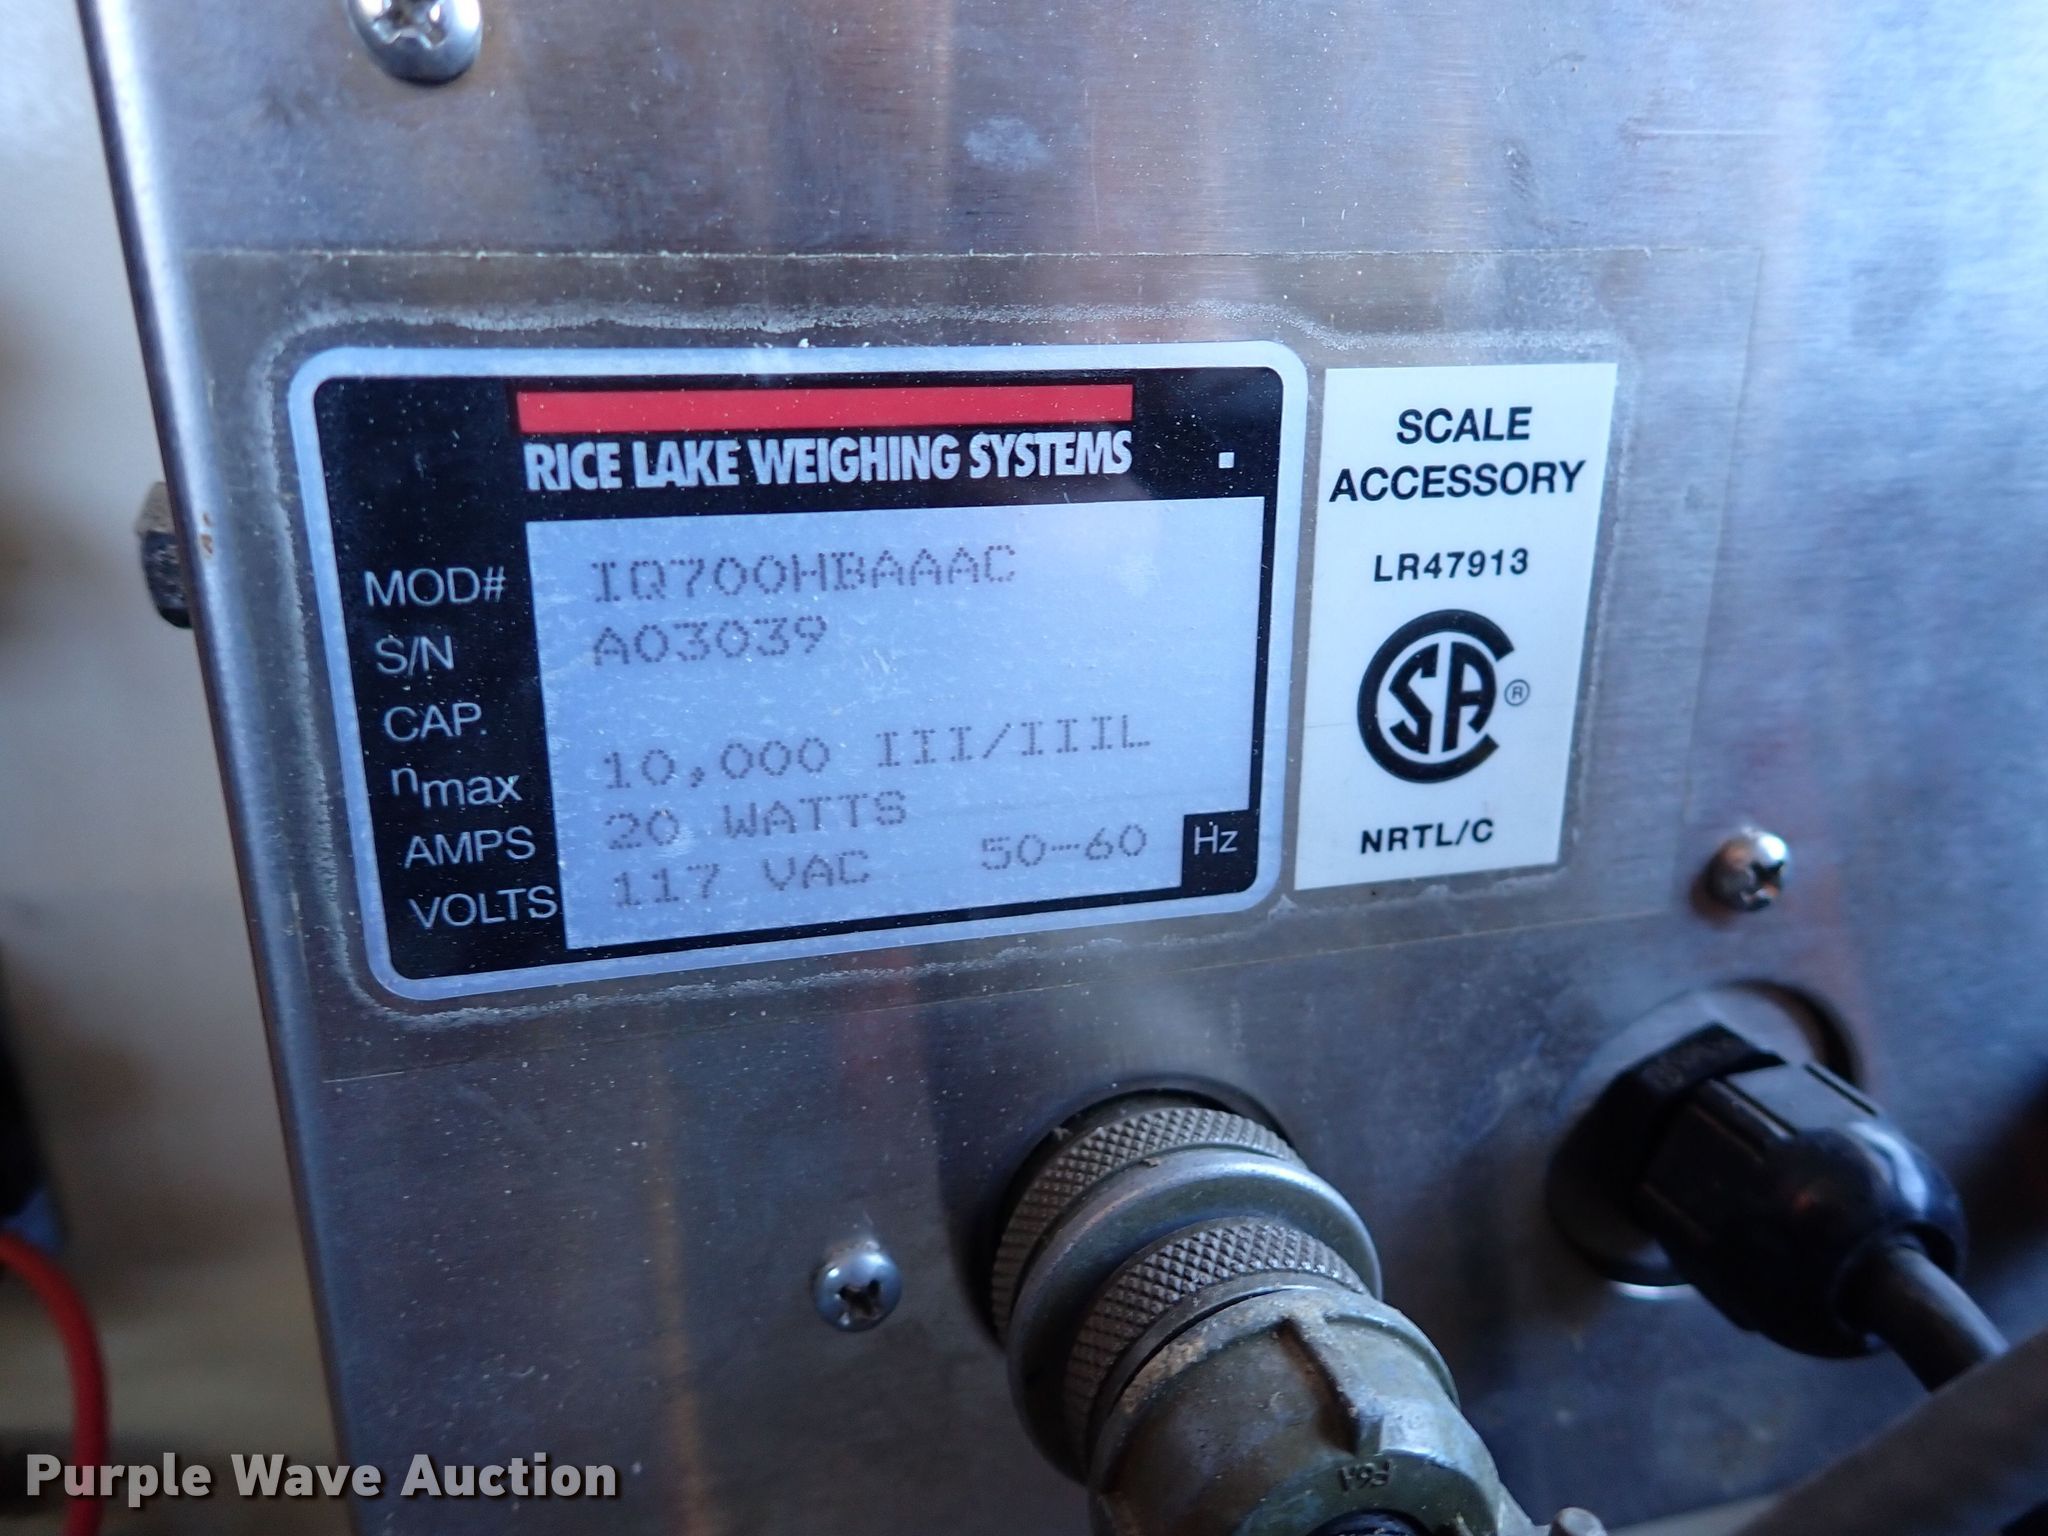 RICE LAKE WEIGHING SYSTEMS
MOD# IQ700HBAAAC
S/N A03039
CAP.
nmax 10,000 III/IIIL
AMPS 20 WATTS
VOLTS 117 VAC 50-60 Hz
SCALE
ACCESSORY
LR47913
CSA ®
NRTL/C
Purple Wave Auction